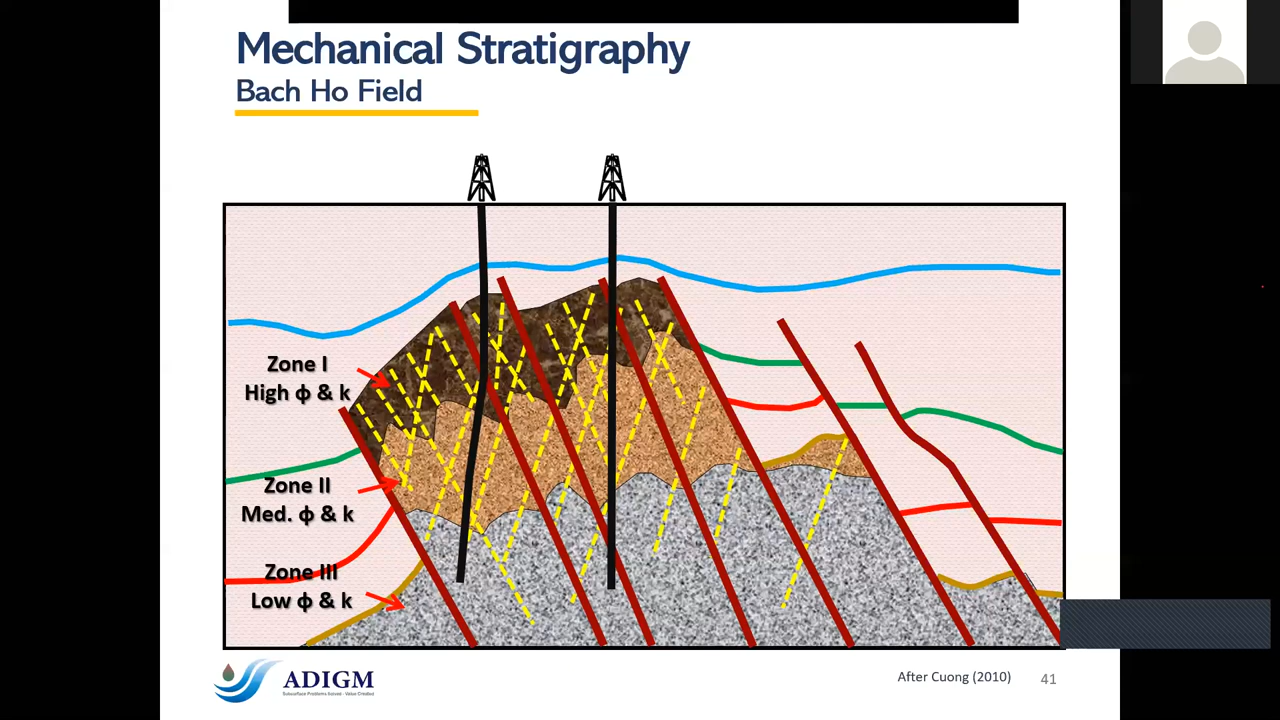 Mechanical Stratigraphy
Bach Ho Field
Zone I
High ϕ & k
Zone II
Med. ϕ & k
Zone III
Low ϕ & k
ADIGM
Subsurface Problems Solved - Value Created
After Cuong (2010)
41